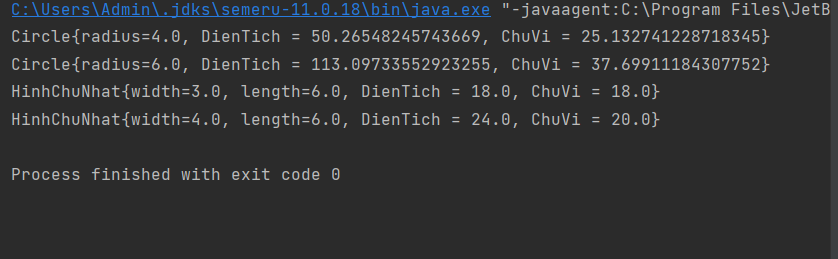 C:\Users\Admin\.jdks\semeru-11.0.18\bin\java.exe "-javaagent:C:\Program Files\JetB
Circle{radius=4.0, DienTich = 50.26548245743669, ChuVi = 25.132741228718345}
Circle{radius=6.0, DienTich = 113.09733552923255, ChuVi = 37.69911184307752}
HinhChuNhat{width=3.0, length=6.0, DienTich = 18.0, ChuVi = 18.0}
HinhChuNhat{width=4.0, length=6.0, DienTich = 24.0, ChuVi = 20.0}
Process finished with exit code 0